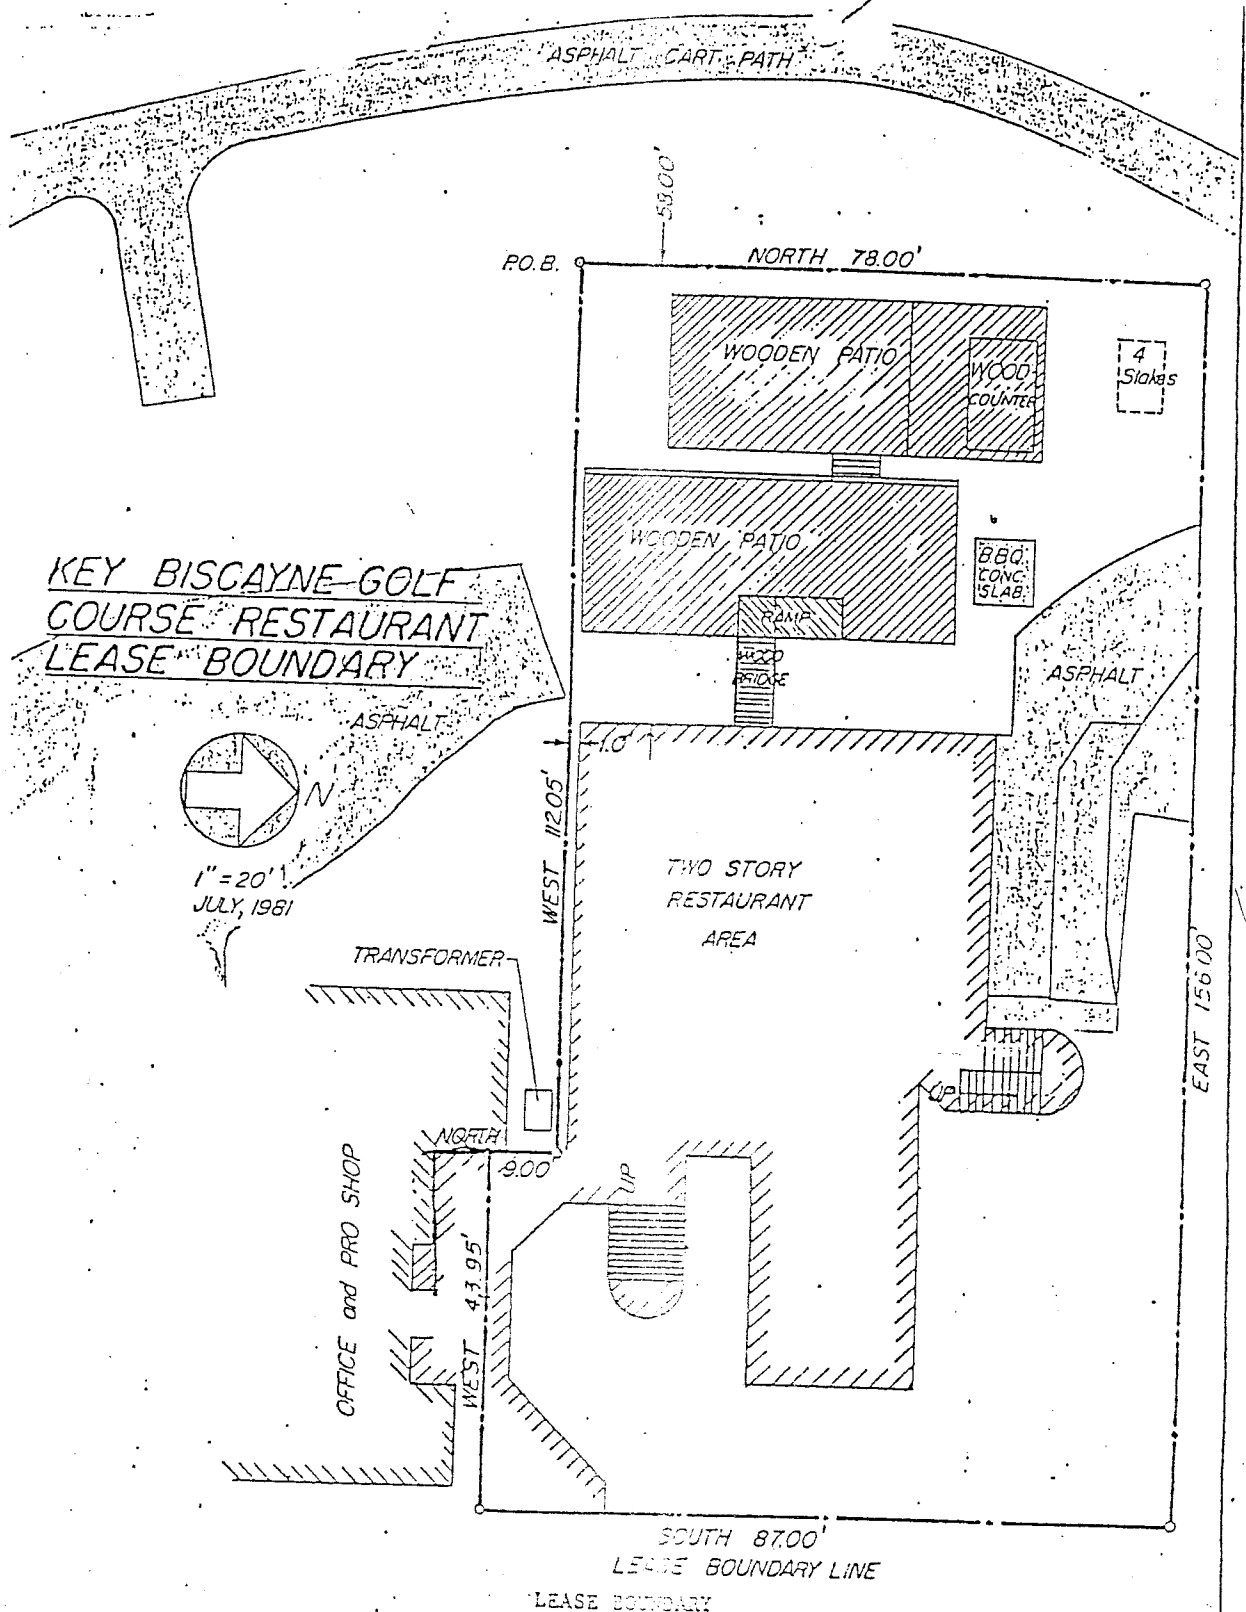 ASPHALT CART PATH
58.00'
P.O.B.
NORTH 78.00'
WOODEN PATIO
WOOD
COUNTER
4
Stakes
WOODEN PATIO
BBQ.
CONC.
SLAB.
RAMP
WOOD
BRIDGE
ASPHALT
KEY BISCAYNE GOLF
COURSE RESTAURANT
LEASE BOUNDARY
ASPHALT
N
1" = 20'
JULY, 1981
1.0'
WEST 112.05'
TWO STORY
RESTAURANT
AREA
EAST 156.00'
TRANSFORMER
UP
NORTH
9.00'
UP
OFFICE and PRO SHOP
WEST 43.95'
SOUTH 87.00'
LEASE BOUNDARY LINE
LEASE BOUNDARY